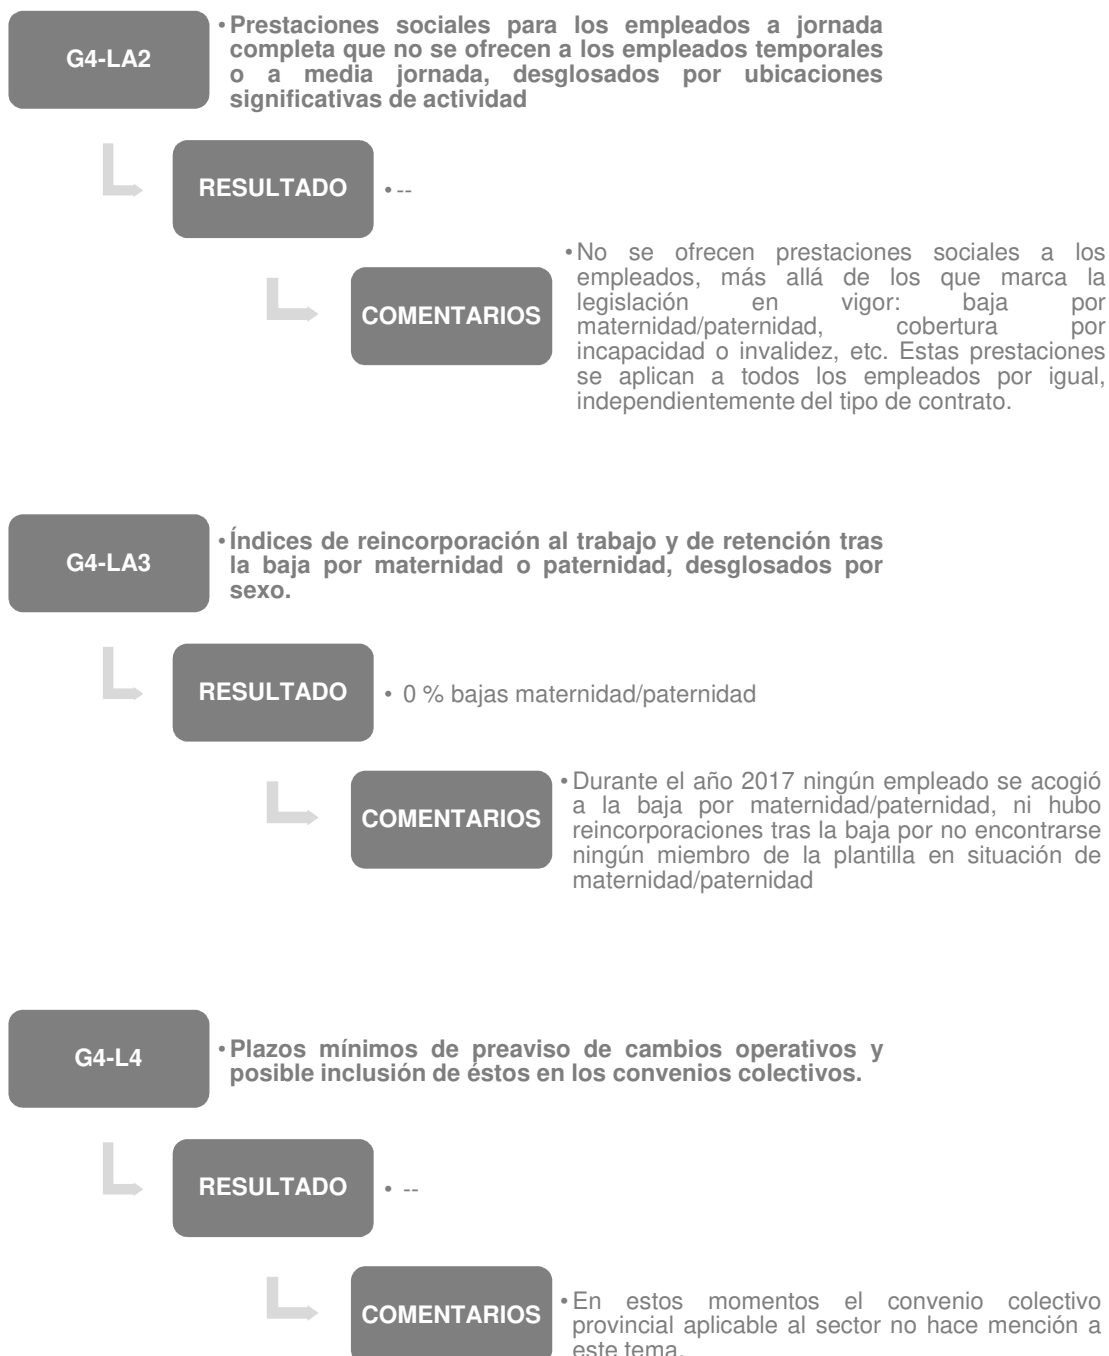 G4-LA2
•Prestaciones sociales para los empleados a jornada
completa que no se ofrecen a los empleados temporales
o a media jornada, desglosados por ubicaciones
significativas de actividad
RESULTADO
•--
COMENTARIOS
•No se ofrecen prestaciones sociales a los
empleados, más allá de los que marca la
legislación en vigor: baja por
maternidad/paternidad, cobertura por
incapacidad o invalidez, etc. Estas prestaciones
se aplican a todos los empleados por igual,
independientemente del tipo de contrato.
G4-LA3
•Índices de reincorporación al trabajo y de retención tras
la baja por maternidad o paternidad, desglosados por
sexo.
RESULTADO
• 0 % bajas maternidad/paternidad
COMENTARIOS
•Durante el año 2017 ningún empleado se acogió
a la baja por maternidad/paternidad, ni hubo
reincorporaciones tras la baja por no encontrarse
ningún miembro de la plantilla en situación de
maternidad/paternidad
G4-L4
•Plazos mínimos de preaviso de cambios operativos y
posible inclusión de éstos en los convenios colectivos.
RESULTADO
• --
COMENTARIOS
•En estos momentos el convenio colectivo
provincial aplicable al sector no hace mención a
este tema.